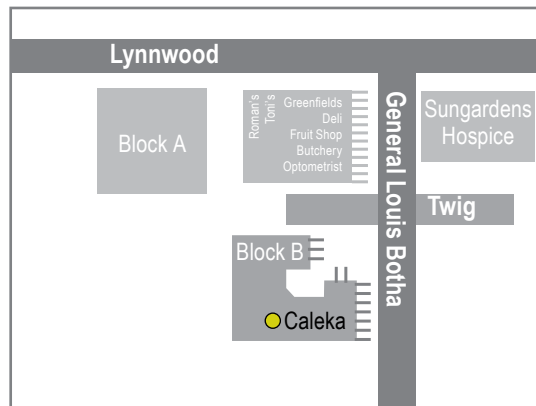 Lynnwood
Block A
Roman's
Toni's
Greenfields
Deli
Fruit Shop
Butchery
Optometrist
General Louis Botha
Sungardens
Hospice
Twig
Block B
Caleka